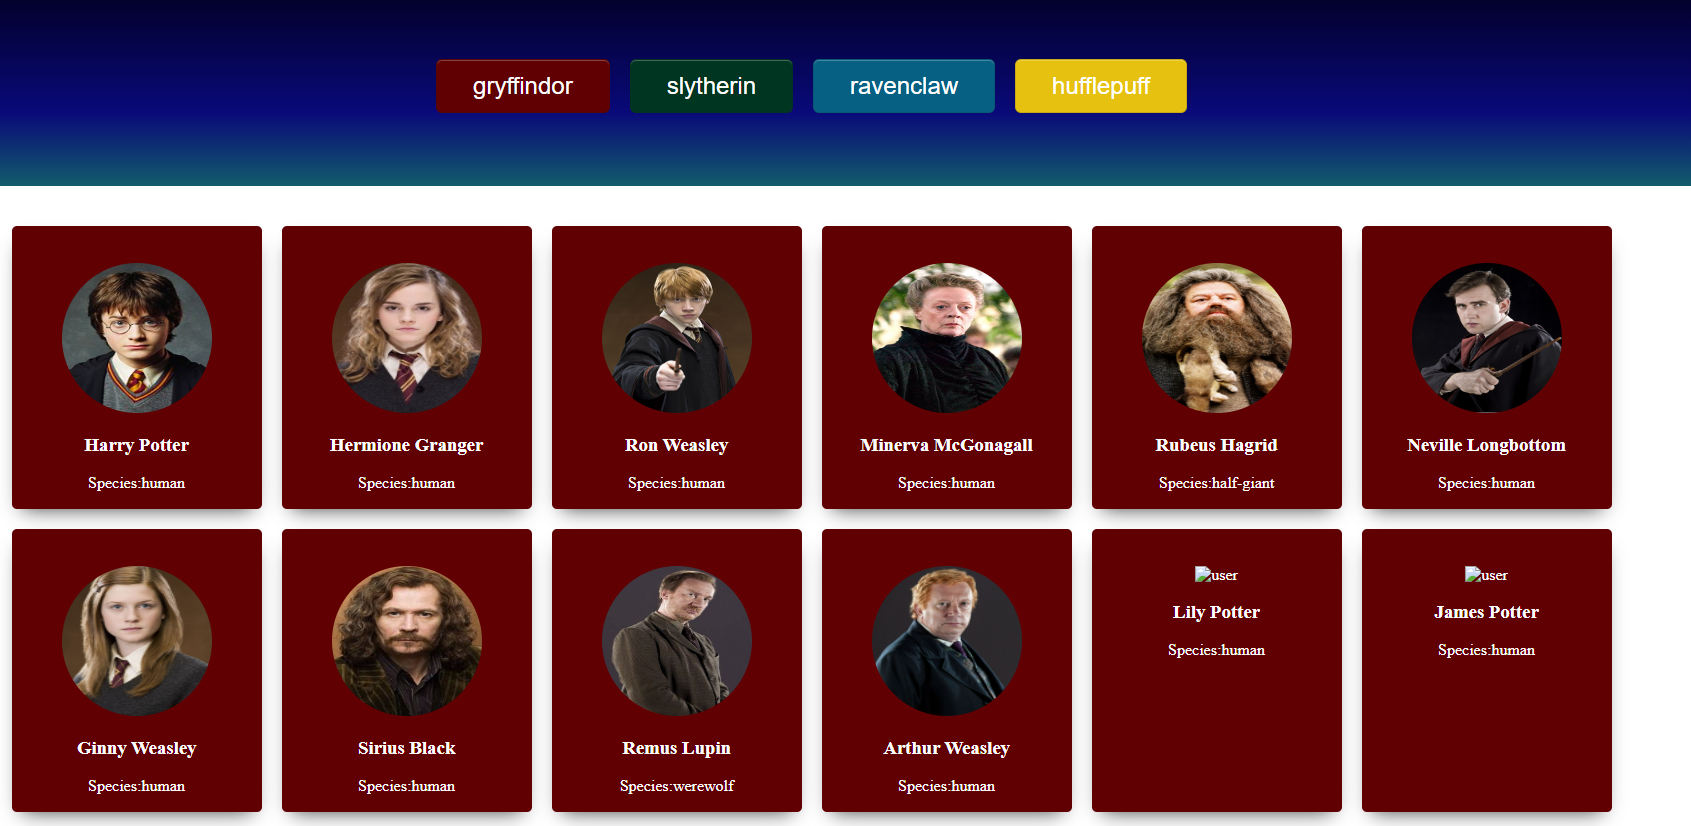 gryffindor slytherin ravenclaw hufflepuff
Harry Potter Hermione Granger Ron Weasley Minerva McGonagall Rubeus Hagrid Neville Longbottom
Species:human Species:human Species:human Species:human Species:half-giant Species:human
user user
Lily Potter James Potter
Species:human Species:human
Ginny Weasley Sirius Black Remus Lupin Arthur Weasley
Species:human Species:human Species:werewolf Species:human